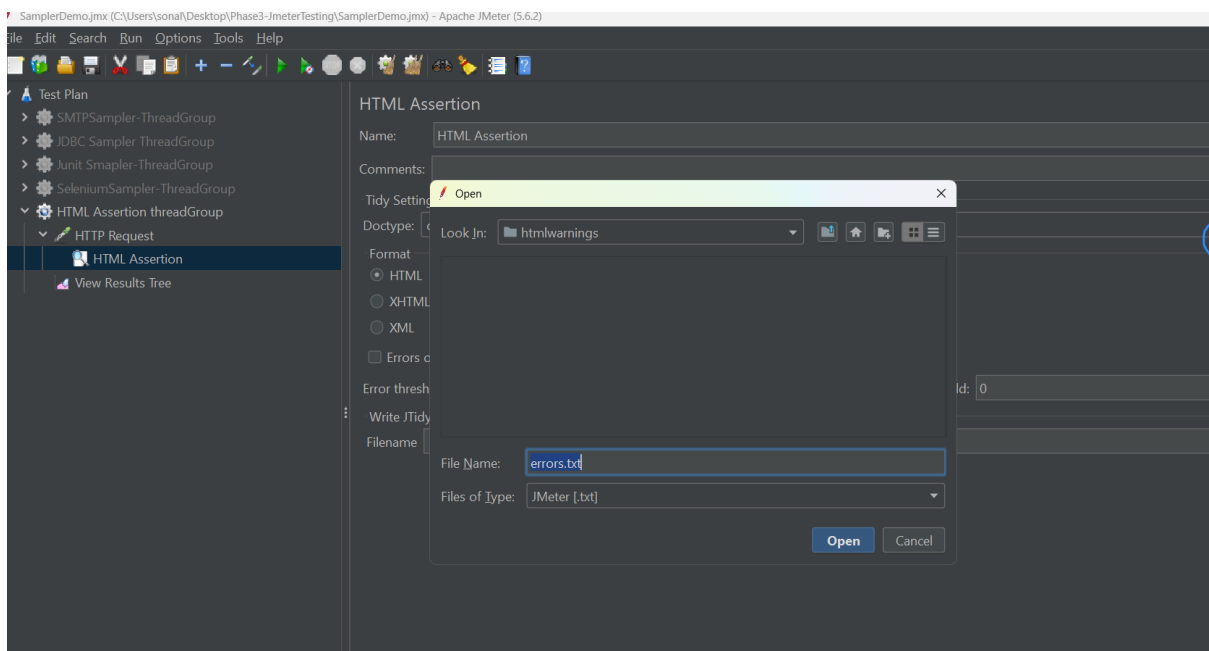 SamplerDemo.jmx (C:\Users\sonal\Desktop\Phase3-JmeterTesting\SamplerDemo.jmx) - Apache JMeter (5.6.2)
File Edit Search Run Options Tools Help
Test Plan
SMTPSampler-ThreadGroup
JDBC Sampler ThreadGroup
Junit Smapler-ThreadGroup
SeleniumSampler-ThreadGroup
HTML Assertion threadGroup
HTTP Request
HTML Assertion
View Results Tree
HTML Assertion
Name: HTML Assertion
Comments:
Tidy Setting
Doctype:
Format
HTML
XHTML
XML
Errors o
Error thresh
ld: 0
Write JTidy
Filename
Open
Look In: htmlwarnings
File Name: errors.txt
Files of Type: JMeter [.txt]
Open Cancel